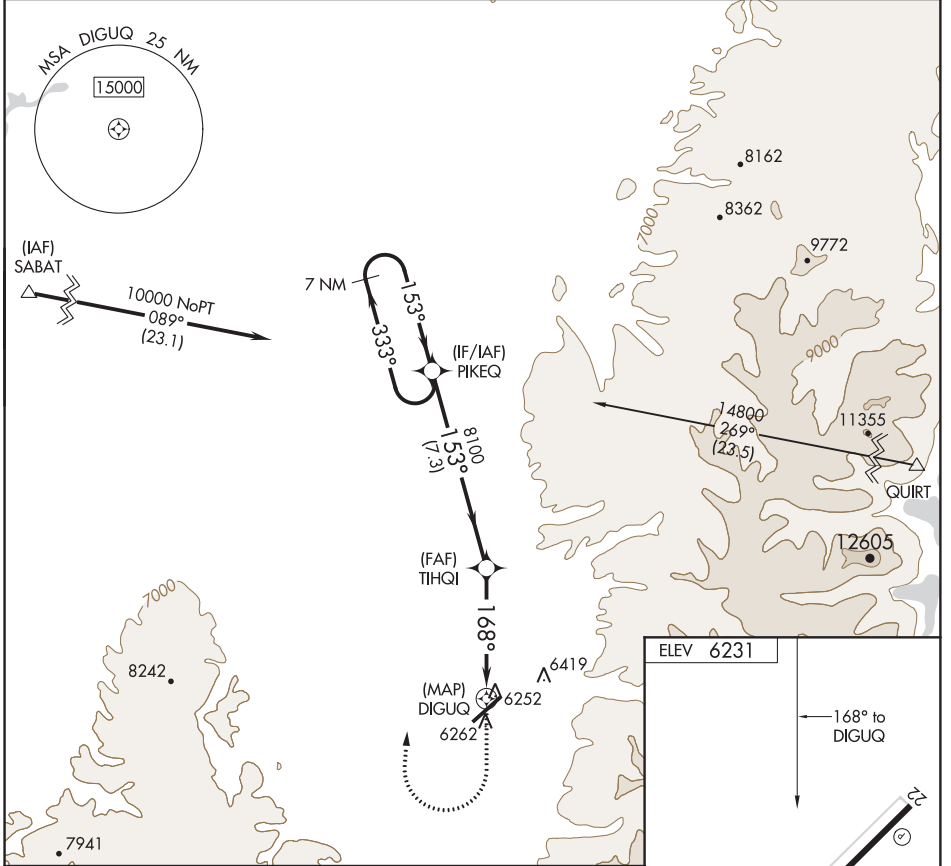 MSA DIGUQ 25 NM
15000
(IAF)
SABAT
10000 NoPT
089°
(23.1)
7 NM
153°
333°
(IF/IAF)
PIKEQ
8100
153°
(7.3)
(FAF)
TIHQI
168°
(MAP)
DIGUQ
6252
6262
6419
8162
8362
7000
9772
9000
14800
269°
(23.5)
11355
QUIRT
12605
7000
8242
7941
ELEV 6231
168° to
DIGUQ
22
P